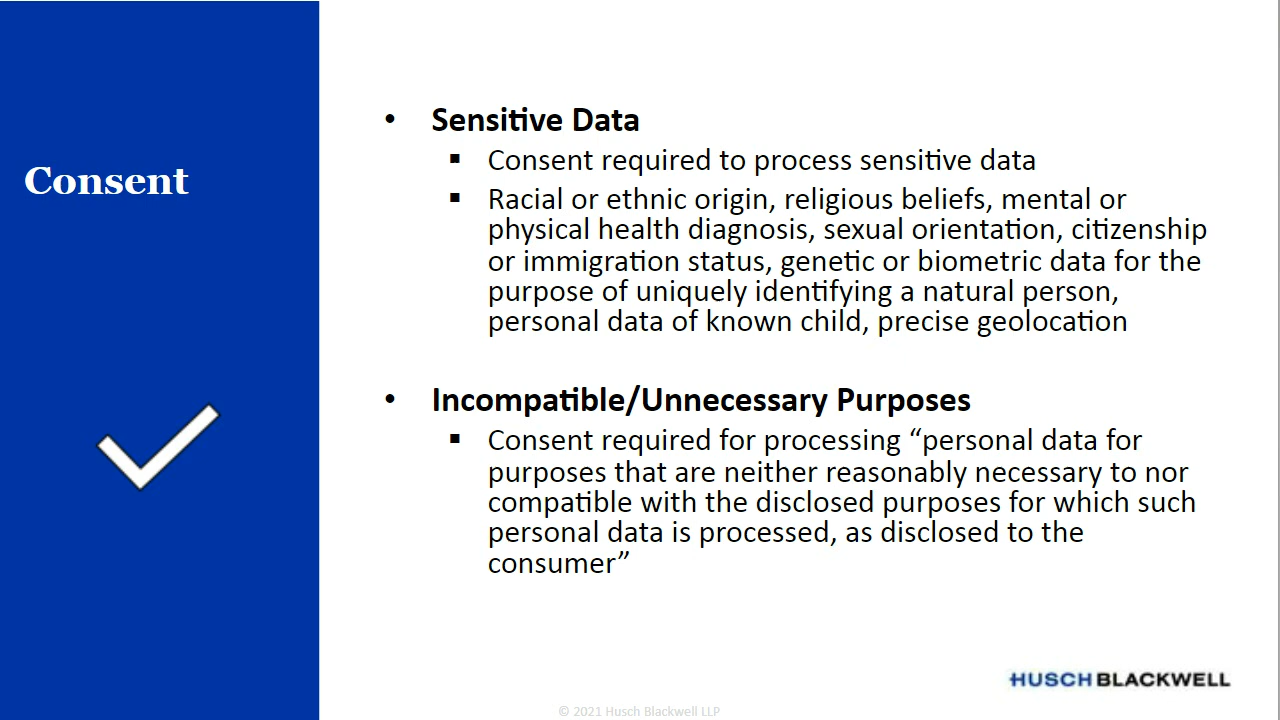 Consent
• Sensitive Data
▪ Consent required to process sensitive data
▪ Racial or ethnic origin, religious beliefs, mental or
physical health diagnosis, sexual orientation, citizenship
or immigration status, genetic or biometric data for the
purpose of uniquely identifying a natural person,
personal data of known child, precise geolocation
• Incompatible/Unnecessary Purposes
▪ Consent required for processing “personal data for
purposes that are neither reasonably necessary to nor
compatible with the disclosed purposes for which such
personal data is processed, as disclosed to the
consumer”
HUSCH BLACKWELL
© 2021 Husch Blackwell LLP